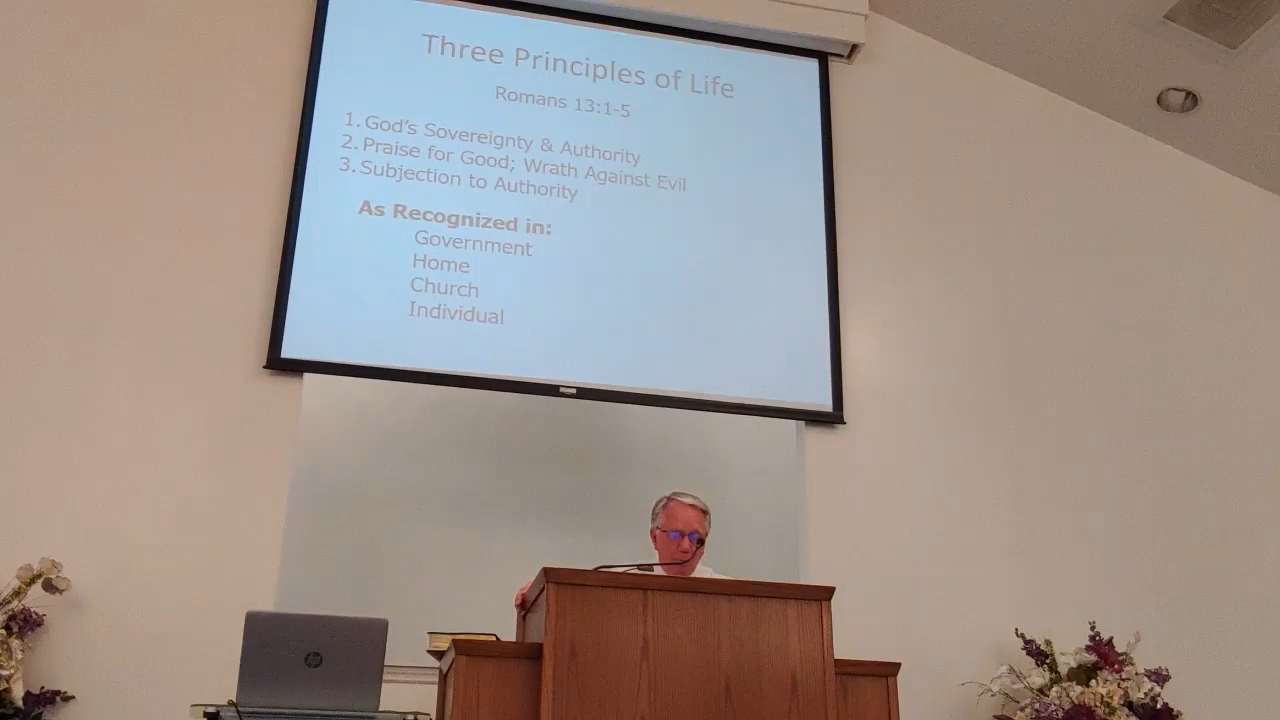 Three Principles of Life
Romans 13:1-5
1. God's Sovereignty & Authority
2. Praise for Good; Wrath Against Evil
3. Subjection to Authority
As Recognized in:
Government
Home
Church
Individual
hp